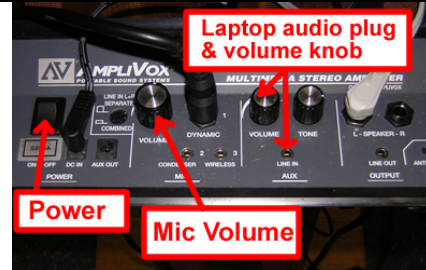 Laptop audio plug
& volume knob
AV AMPLIVOX
PORTABLE SOUND SYSTEMS
MULTIMEDIA STEREO AMPLIFIER
LINE IN L+R
SEPARATE
COMBINED
VOLUME
DYNAMIC
1
VOLUME
TONE
L - SPEAKER - R
ON OFF
DC IN
AUX OUT
CONDENSER 2
WIRELESS 3
LINE IN
LINE OUT
POWER
AUX
OUTPUT
Power
Mic Volume